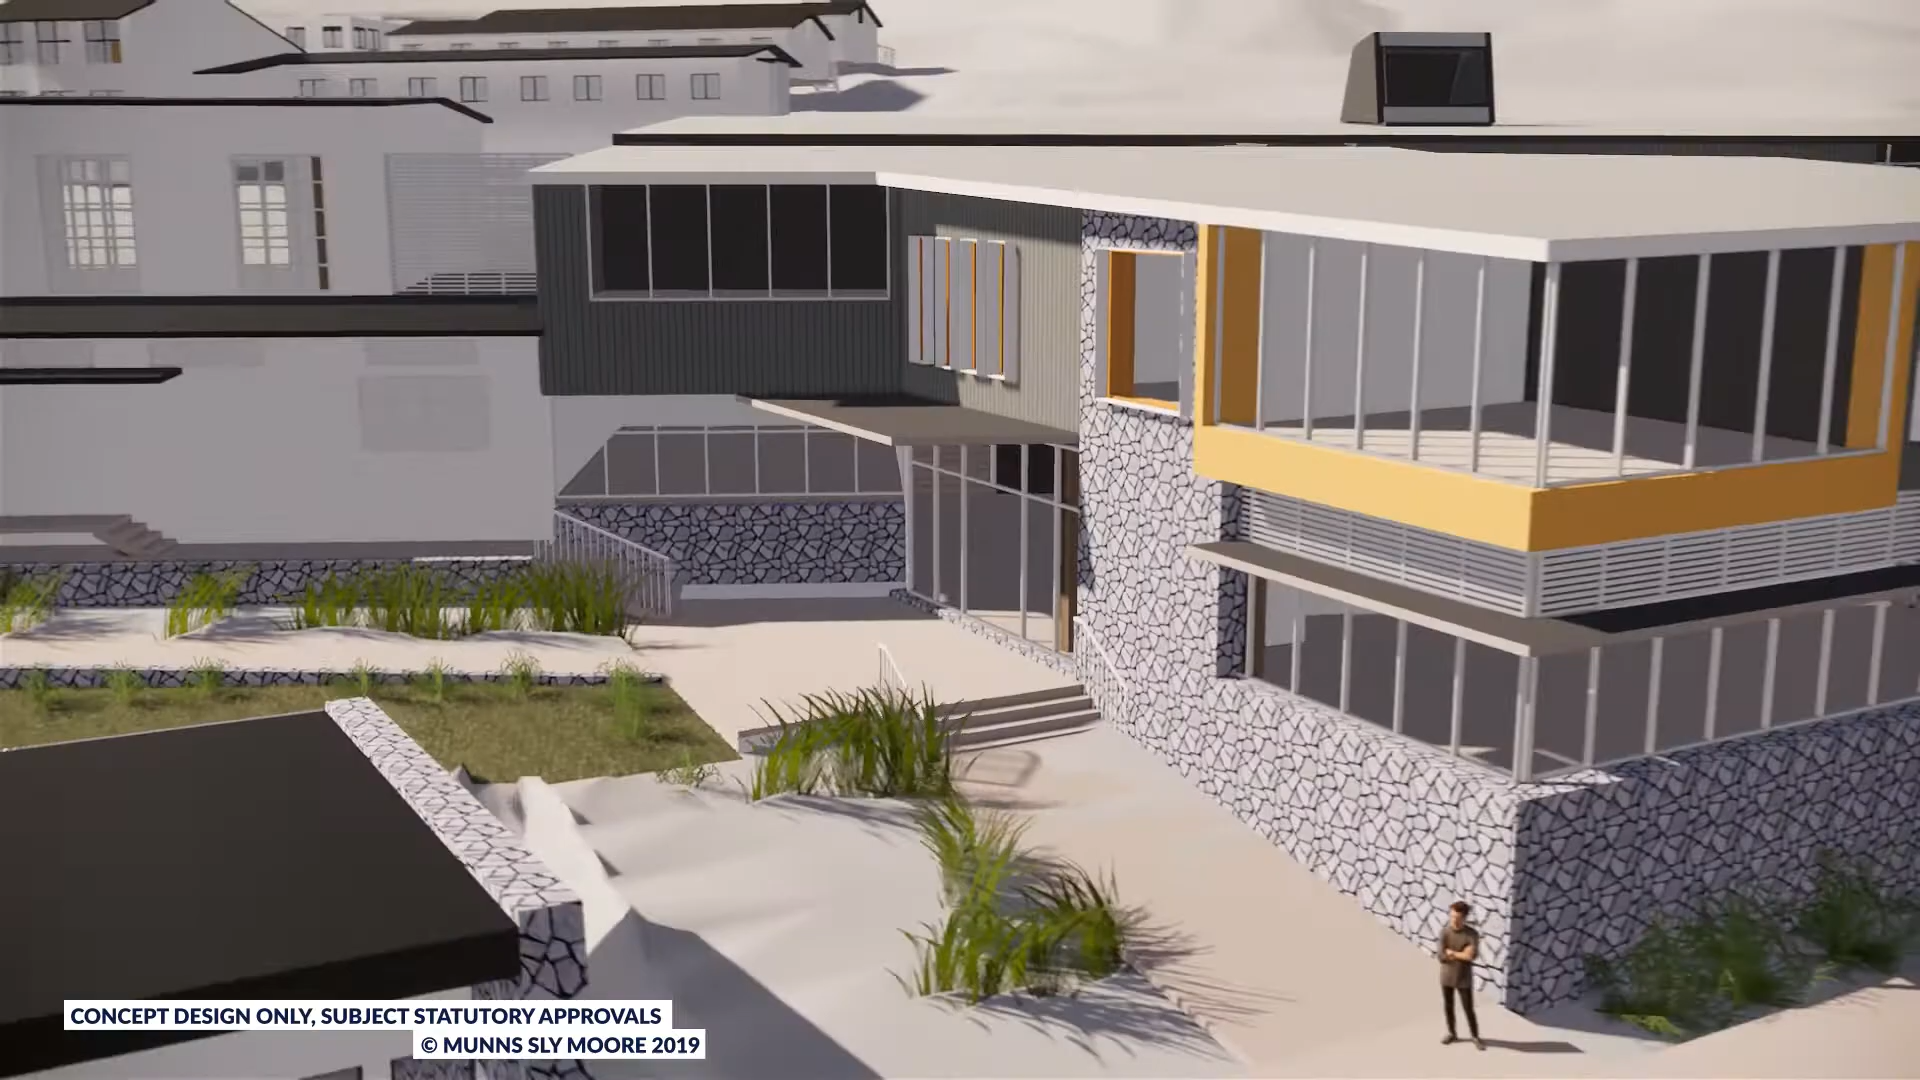 CONCEPT DESIGN ONLY, SUBJECT STATUTORY APPROVALS
© MUNNS SLY MOORE 2019